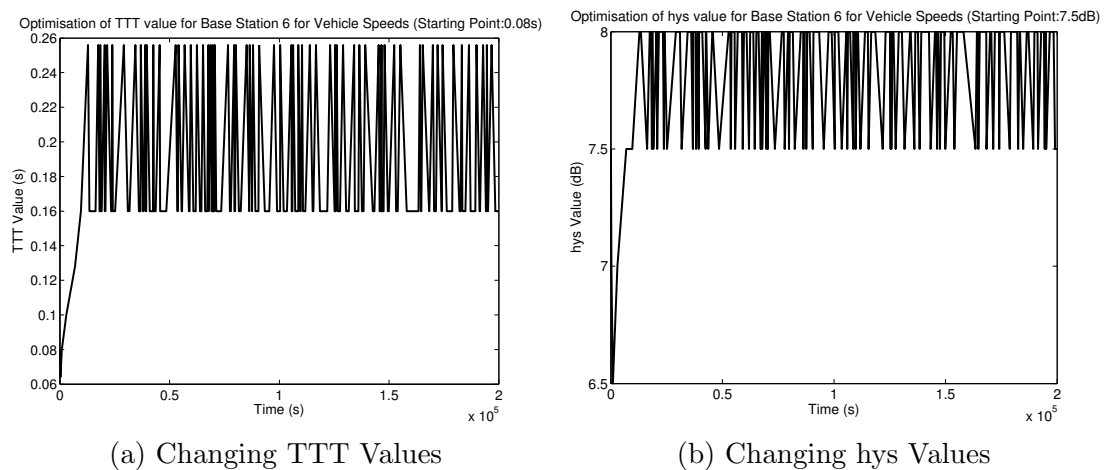 Optimisation of TTT value for Base Station 6 for Vehicle Speeds (Starting Point:0.08s)
0.26
0.24
0.22
0.2
0.18
0.16
0.14
0.12
0.1
0.08
0.06
TTT Value (s)
0 0.5 1 1.5 2
Time (s)
x 10^5
(a) Changing TTT Values
Optimisation of hys value for Base Station 6 for Vehicle Speeds (Starting Point:7.5dB)
8
7.5
7
6.5
hys Value (dB)
0 0.5 1 1.5 2
Time (s)
x 10^5
(b) Changing hys Values